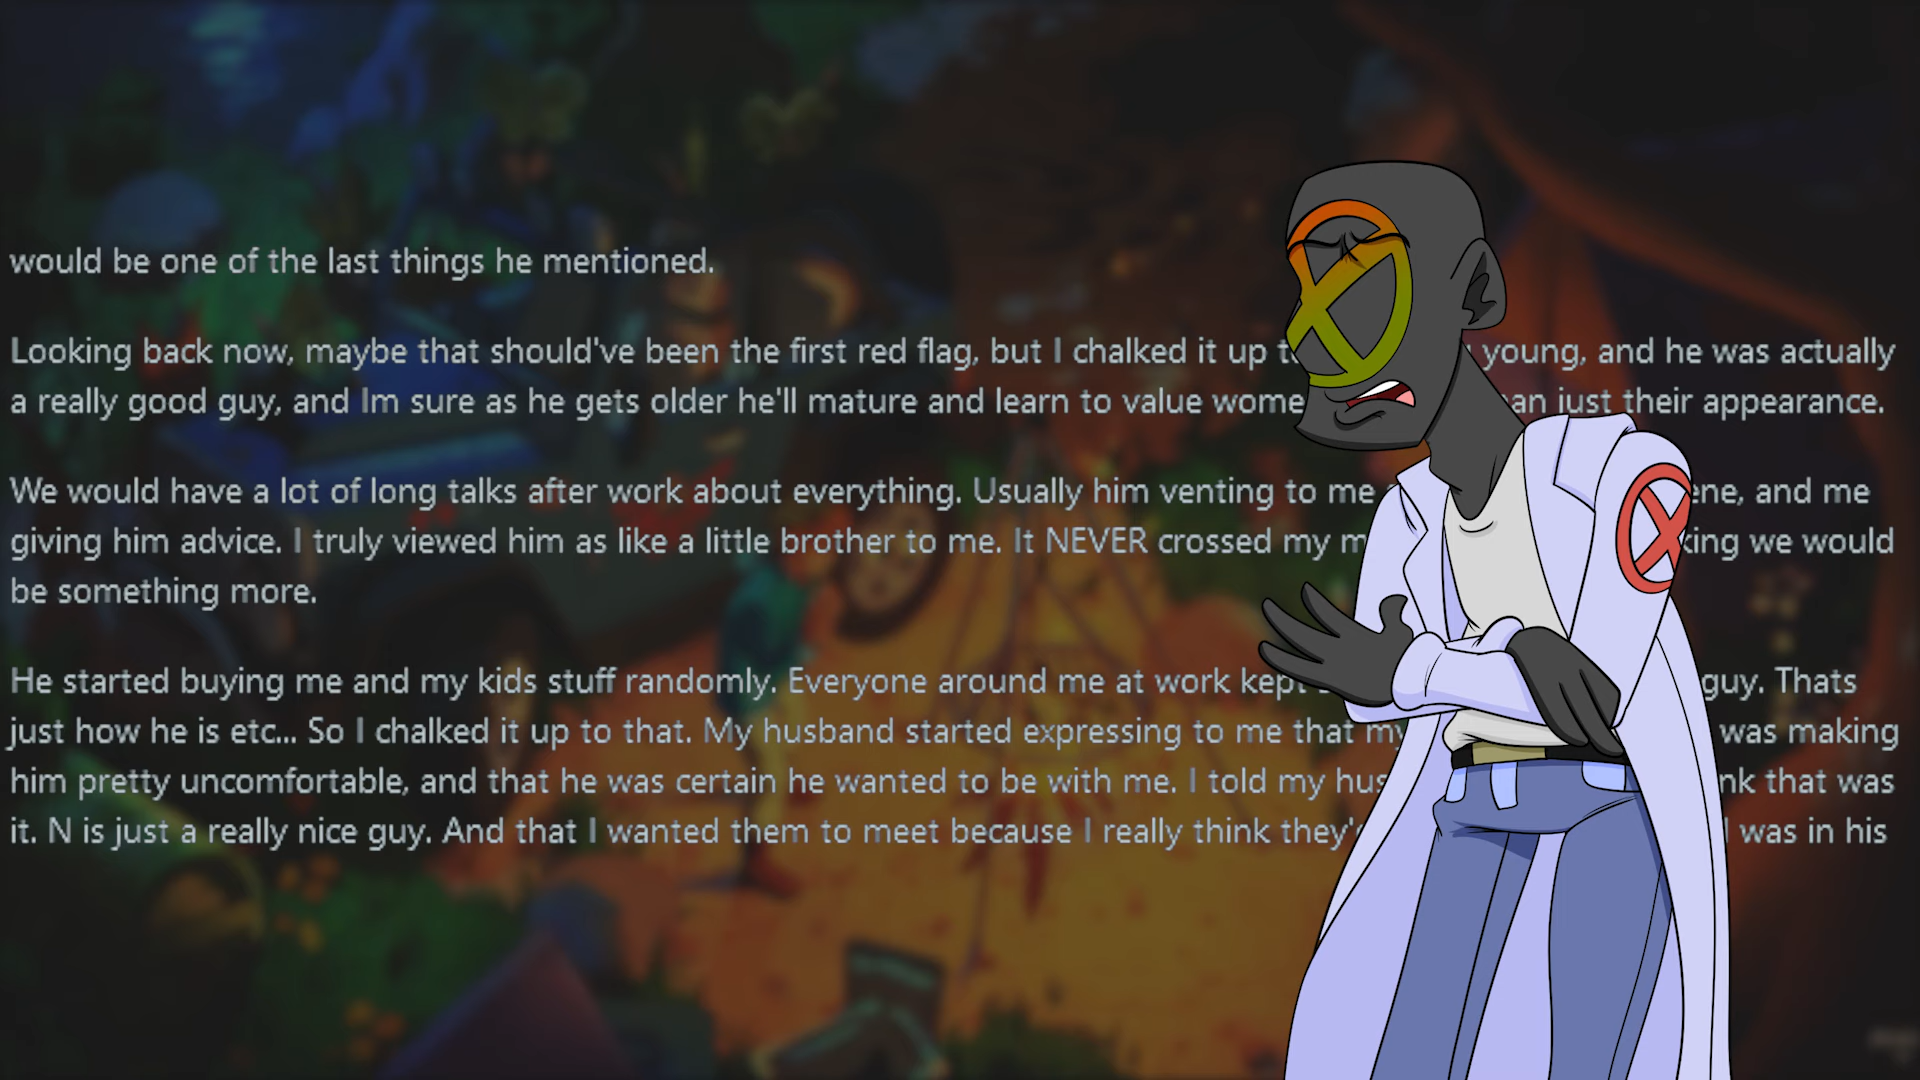 would be one of the last things he mentioned.
Looking back now, maybe that should've been the first red flag, but I chalked it up young, and he was actually
a really good guy, and Im sure as he gets older he'll mature and learn to value just their appearance.
We would have a lot of long talks after work about everything. Usually him venting to me and me
giving him advice. I truly viewed him as like a little brother to me. It NEVER crossed my we would
be something more.
He started buying me and my kids stuff randomly. Everyone around me at work kept guy. Thats
just how he is etc... So I chalked it up to that. My husband started expressing to me that was making
him pretty uncomfortable, and that he was certain he wanted to be with me. I told my that was
it. N is just a really nice guy. And that I wanted them to meet because I really think I was in his